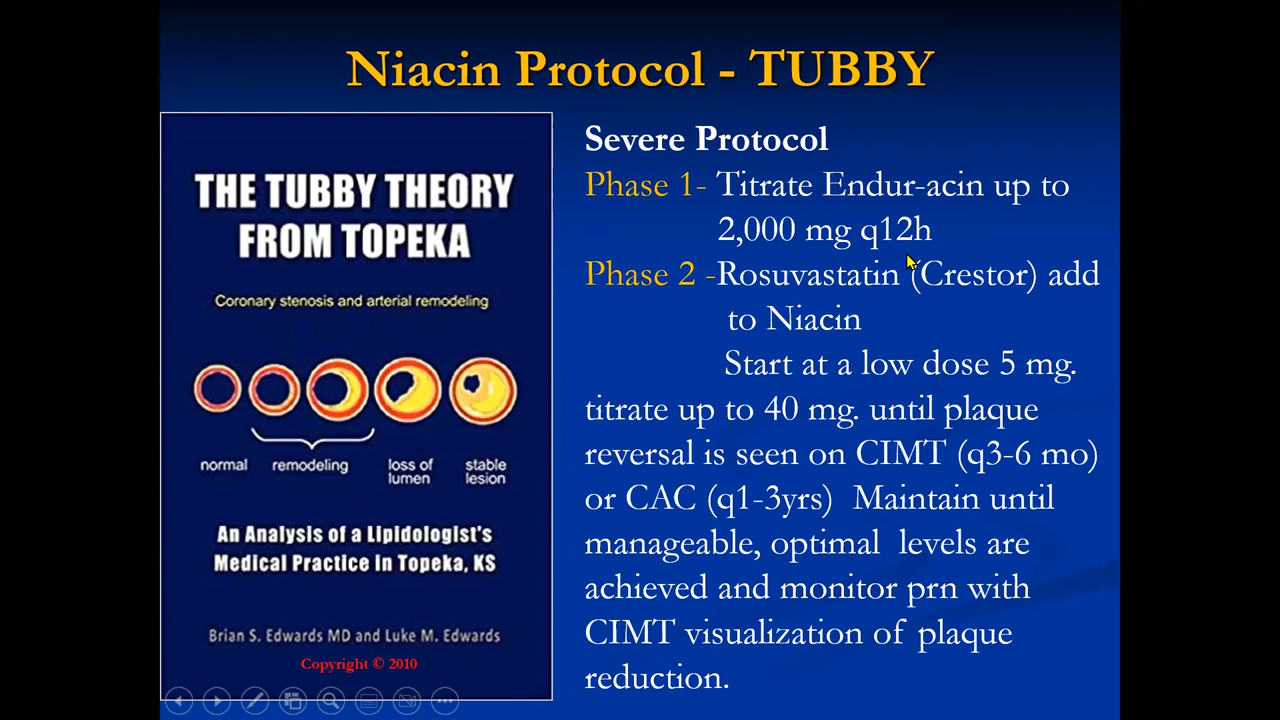 Niacin Protocol - TUBBY
THE TUBBY THEORY
FROM TOPEKA
Coronary stenosis and arterial remodeling
normal
remodeling
loss of
lumen
stable
lesion
An Analysis of a Lipidologist's
Medical Practice in Topeka, KS
Brian S. Edwards MD and Luke M. Edwards
Copyright © 2010
Severe Protocol
Phase 1- Titrate Endur-acin up to
2,000 mg q12h
Phase 2 -Rosuvastatin (Crestor) add
to Niacin
Start at a low dose 5 mg.
titrate up to 40 mg. until plaque
reversal is seen on CIMT (q3-6 mo)
or CAC (q1-3yrs) Maintain until
manageable, optimal levels are
achieved and monitor prn with
CIMT visualization of plaque
reduction.